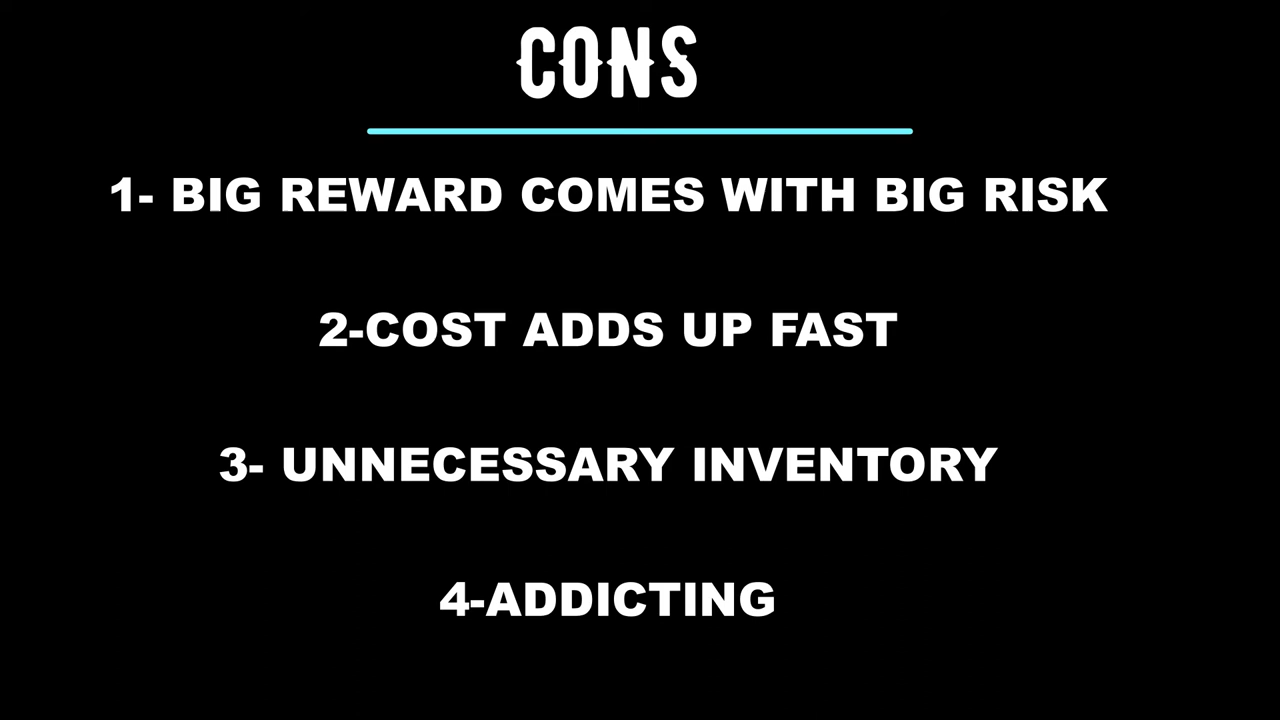 CONS
1- BIG REWARD COMES WITH BIG RISK
2-COST ADDS UP FAST
3- UNNECESSARY INVENTORY
4-ADDICTING